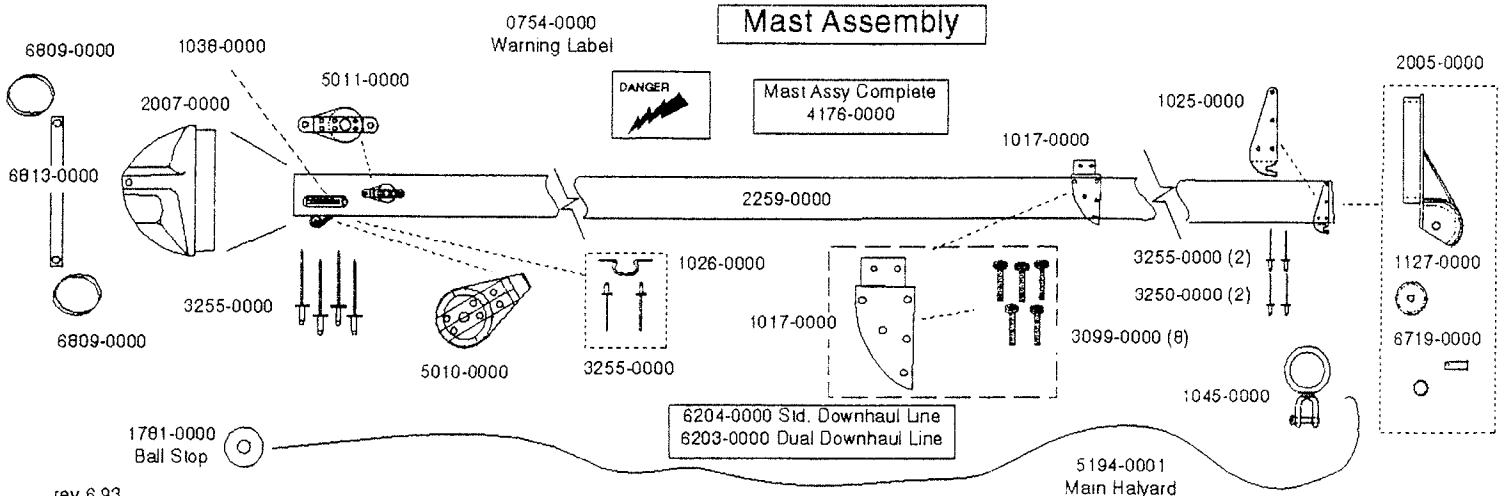 Mast Assembly
0754-0000
Warning Label
6809-0000
1038-0000
5011-0000
2007-0000
DANGER
Mast Assy Complete
4176-0000
2005-0000
1025-0000
1017-0000
6813-0000
2259-0000
3255-0000
6809-0000
1026-0000
5010-0000
3255-0000
1017-0000
3099-0000 (8)
3255-0000 (2)
3250-0000 (2)
1127-0000
6719-0000
1045-0000
6204-0000 Std. Downhaul Line
6203-0000 Dual Downhaul Line
1781-0000
Ball Stop
5194-0001
Main Halyard
rev 6 93